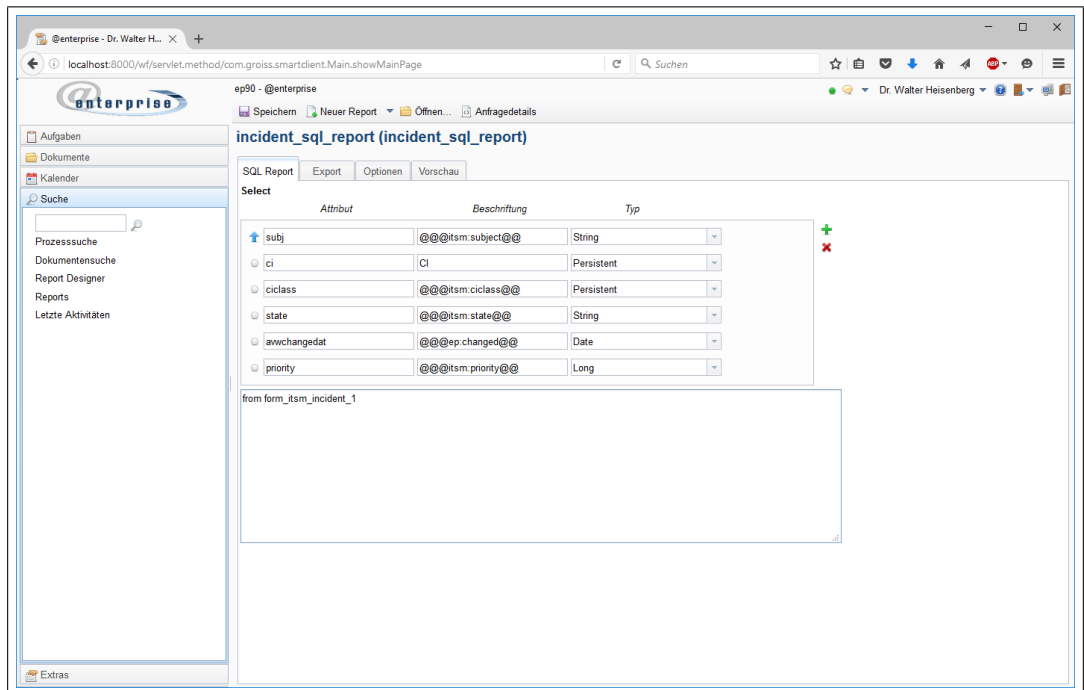 @enterprise - Dr. Walter H...
localhost:8000/wf/servlet.method/com.groiss.smartclient.Main.showMainPage
Suchen
ABP
@enterprise
ep90 - @enterprise
Dr. Walter Heisenberg
Speichern Neuer Report Öffnen... Anfragedetails
Aufgaben
Dokumente
Kalender
Suche
Prozesssuche
Dokumentensuche
Report Designer
Reports
Letzte Aktivitäten
Extras
incident_sql_report (incident_sql_report)
SQL Report Export Optionen Vorschau
Select
Attribut Beschriftung Typ
subj @@@itsm:subject@@ String
ci CI Persistent
ciclass @@@itsm:ciclass@@ Persistent
state @@@itsm:state@@ String
avwchangedat @@@ep:changed@@ Date
priority @@@itsm:priority@@ Long
from form_itsm_incident_1